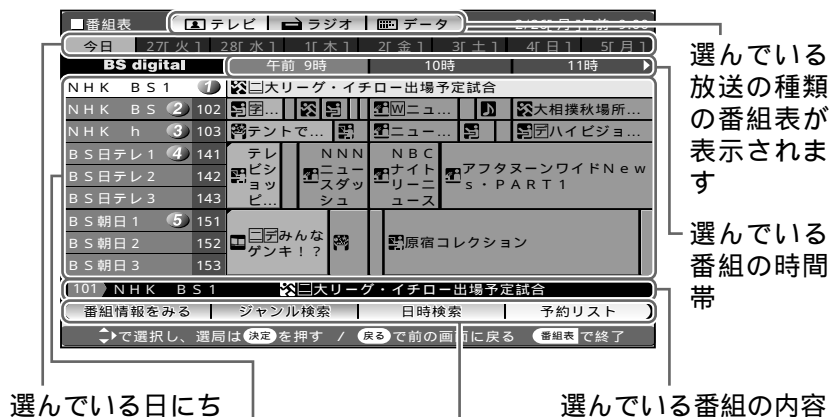 ■番組表
テレビ
ラジオ
データ
今日 27[火] 28[水] 1[木] 2[金] 3[土] 4[日] 5[月]
BS digital
午前 9時
10時
11時
NHK BS1 ①
二大リーグ・イチロー出場予定試合
NHK BS ② 102
字...
Wニュ...
大相撲秋場所...
NHK h ③ 103
テントで...
ニュー...
デハイビジョ...
BS日テレ1 ④ 141
BS日テレ2 142
BS日テレ3 143
テレビショッピ...
NNNニュースダッシュ
NBCナイトリーニュース
アフタヌーンワイドNews・PART1
BS朝日1 ⑤ 151
BS朝日2 152
BS朝日3 153
二デみんなゲンキ!?
原宿コレクション
101 NHK BS1
二大リーグ・イチロー出場予定試合
番組情報をみる
ジャンル検索
日時検索
予約リスト
で選択し、選局は 決定 を押す / 戻る で前の画面に戻る 番組表 で終了
選んでいる
放送の種類
の番組表が
表示されま
す
選んでいる
番組の時間
帯
選んでいる日にち
選んでいる番組の内容